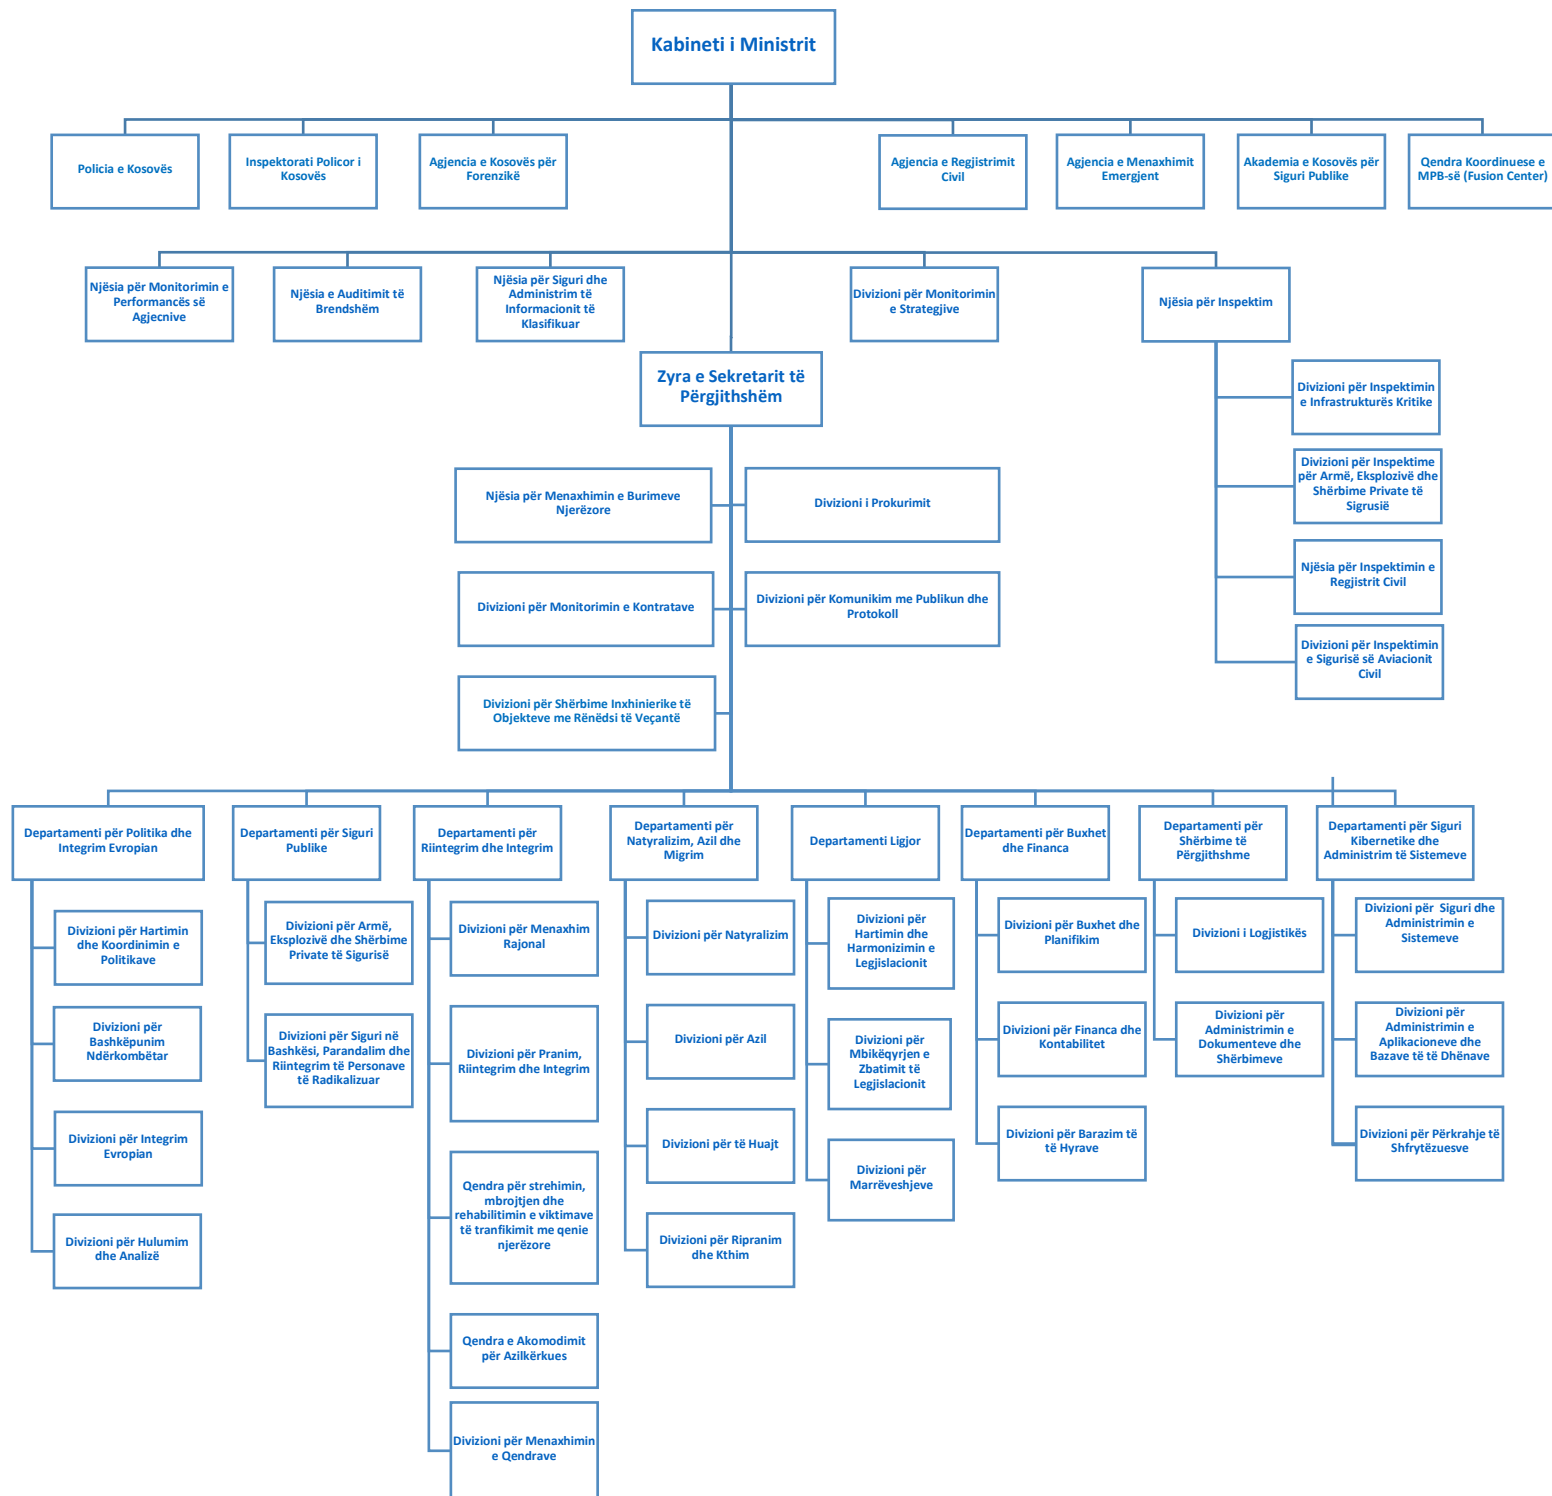 Kabineti i Ministrit
Policia e Kosovës
Inspektorati Policor i
Kosovës
Agjencia e Kosovës për
Forenzikë
Agjencia e Regjistrimit
Civil
Agjencia e Menaxhimit
Emergjent
Akademia e Kosovës për
Siguri Publike
Qendra Koordinuese e
MPB-së (Fusion Center)
Njësia për Monitorimin e
Performancës së
Agjecnive
Njësia e Auditimit të
Brendshëm
Njësia për Siguri dhe
Administrim të
Informacionit të
Klasifikuar
Divizioni për Monitorimin
e Strategjive
Njësia për Inspektim
Zyra e Sekretarit të
Përgjithshëm
Divizioni për Inspektimin
e Infrastrukturës Kritike
Divizioni për Inspektime
për Armë, Eksplozivë dhe
Shërbime Private të
Sigrusië
Njësia për Inspektimin e
Regjistrit Civil
Divizioni për Inspektimin
e Sigurisë së Aviacionit
Civil
Njësia për Menaxhimin e Burimeve
Njerëzore
Divizioni i Prokurimit
Divizioni për Monitorimin e Kontratave
Divizioni për Komunikim me Publikun dhe
Protokoll
Divizioni për Shërbime Inxhinierike të
Objekteve me Rënëdsi të Veçantë
Departamenti për Politika dhe
Integrim Evropian
Departamenti për Siguri
Publike
Departamenti për
Riintegrim dhe Integrim
Departamenti për
Natyralizim, Azil dhe
Migrim
Departamenti Ligjor
Departamenti për Buxhet
dhe Financa
Departamenti për
Shërbime të
Përgjithshme
Departamenti për Siguri
Kibernetike dhe
Administrim të Sistemeve
Divizioni për Hartimin
dhe Koordinimin e
Politikave
Divizioni për
Bashkëpunim
Ndërkombëtar
Divizioni për Integrim
Evropian
Divizioni për Hulumim
dhe Analizë
Divizioni për Armë,
Eksplozivë dhe Shërbime
Private të Sigurisë
Divizioni për Siguri në
Bashkësi, Parandalim dhe
Riintegrim të Personave
të Radikalizuar
Divizioni për Menaxhim
Rajonal
Divizioni për Pranim,
Riintegrim dhe Integrim
Qendra për strehimin,
mbrojtjen dhe
rehabilitimin e viktimave
të tranfikimit me qenie
njerëzore
Qendra e Akomodimit
për Azilkërkues
Divizioni për Menaxhimin
e Qendrave
Divizioni për Natyralizim
Divizioni për Azil
Divizioni për të Huajt
Divizioni për Ripranim
dhe Kthim
Divizioni për
Hartimin dhe
Harmonizimin e
Legjislacionit
Divizioni për
Mbikëqyrjen e
Zbatimit të
Legjislacionit
Divizioni për
Marrëveshjeve
Divizioni për Buxhet dhe
Planifikim
Divizioni për Financa dhe
Kontabilitet
Divizioni për Barazim të
të Hyrave
Divizioni i Logjistikës
Divizioni për
Administrimin e
Dokumenteve dhe
Shërbimeve
Divizioni për Siguri dhe
Administrimin e
Sistemeve
Divizioni për
Administrimin e
Aplikacioneve dhe
Bazave të të Dhënave
Divizioni për Përkrahje të
Shfrytëzuesve